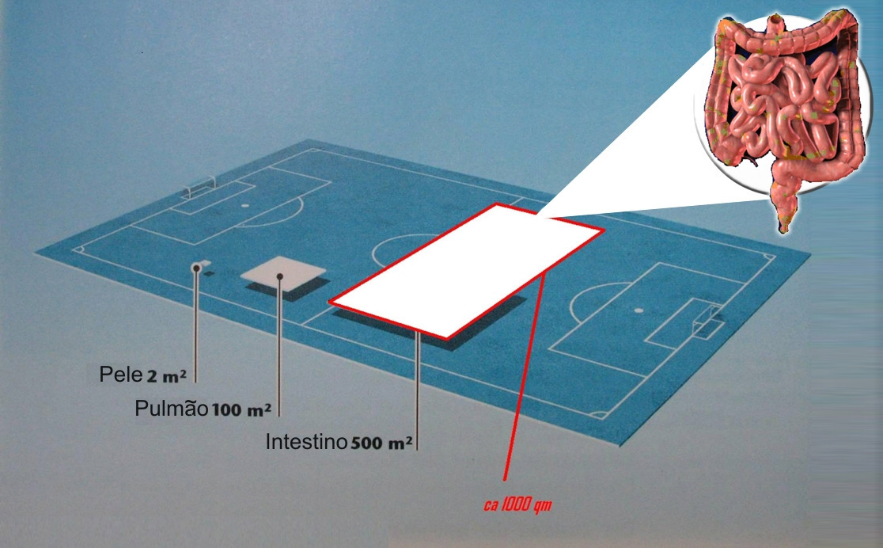 Pele 2 m²
Pulmão 100 m²
Intestino 500 m²
ca 1000 qm